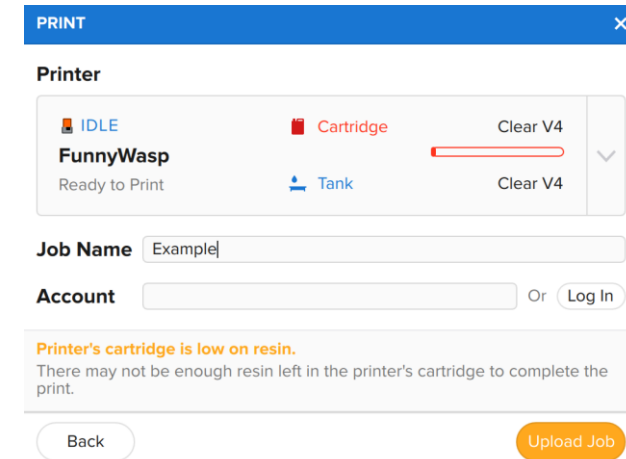 PRINT
Printer
IDLE
Cartridge
Clear V4
FunnyWasp
Ready to Print
Tank
Clear V4
Job Name
Example
Account
Or
Log In
Printer's cartridge is low on resin.
There may not be enough resin left in the printer's cartridge to complete the
print.
Back
Upload Job